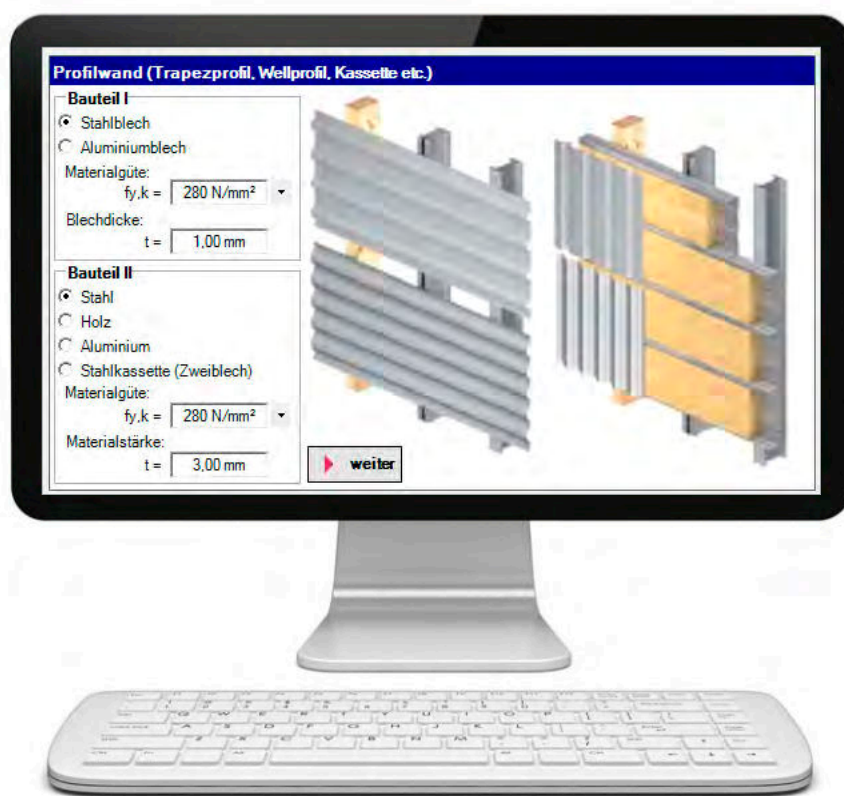 Profilwand (Trapezprofil, Wellprofil, Kassette etc.)
Bauteil I
Stahlblech
Aluminiumblech
Materialgüte:
fy,k = 280 N/mm²
Blechdicke:
t = 1,00 mm
Bauteil II
Stahl
Holz
Aluminium
Stahlkassette (Zweiblech)
Materialgüte:
fy,k = 280 N/mm²
Materialstärke:
t = 3,00 mm
weiter